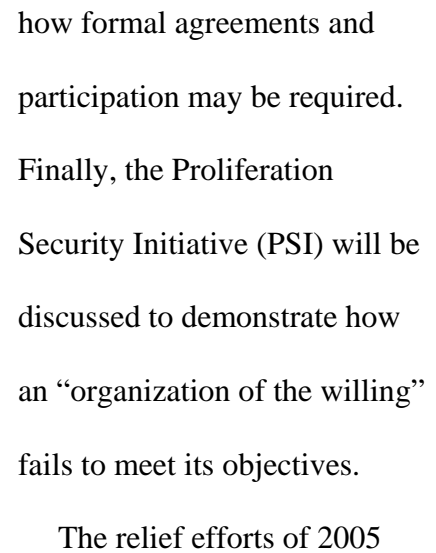 how formal agreements and
participation may be required.
Finally, the Proliferation
Security Initiative (PSI) will be
discussed to demonstrate how
an “organization of the willing”
fails to meet its objectives.
The relief efforts of 2005